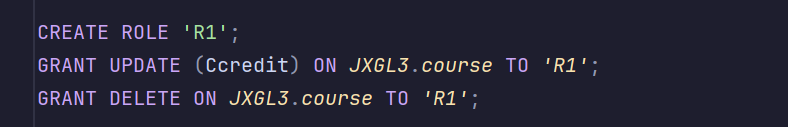 CREATE ROLE 'R1';
GRANT UPDATE (Ccredit) ON JXGL3.course TO 'R1';
GRANT DELETE ON JXGL3.course TO 'R1';